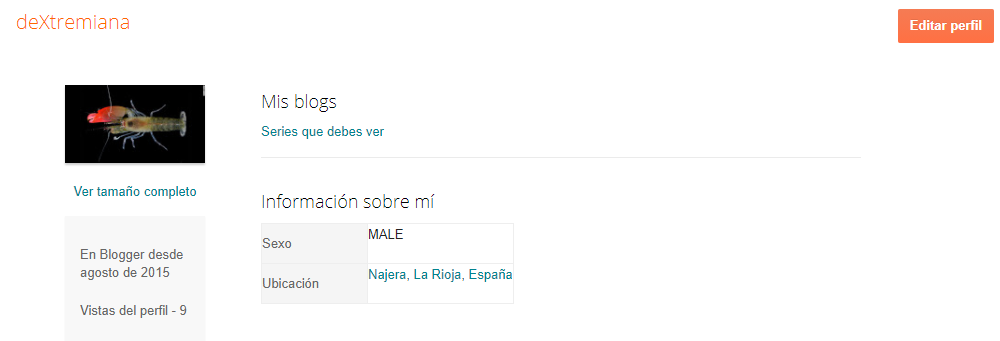 deXtremiana
Editar perfil
Ver tamaño completo
En Blogger desde
agosto de 2015
Vistas del perfil - 9
Mis blogs
Series que debes ver
Información sobre mí
Sexo MALE
Ubicación Najera, La Rioja, España